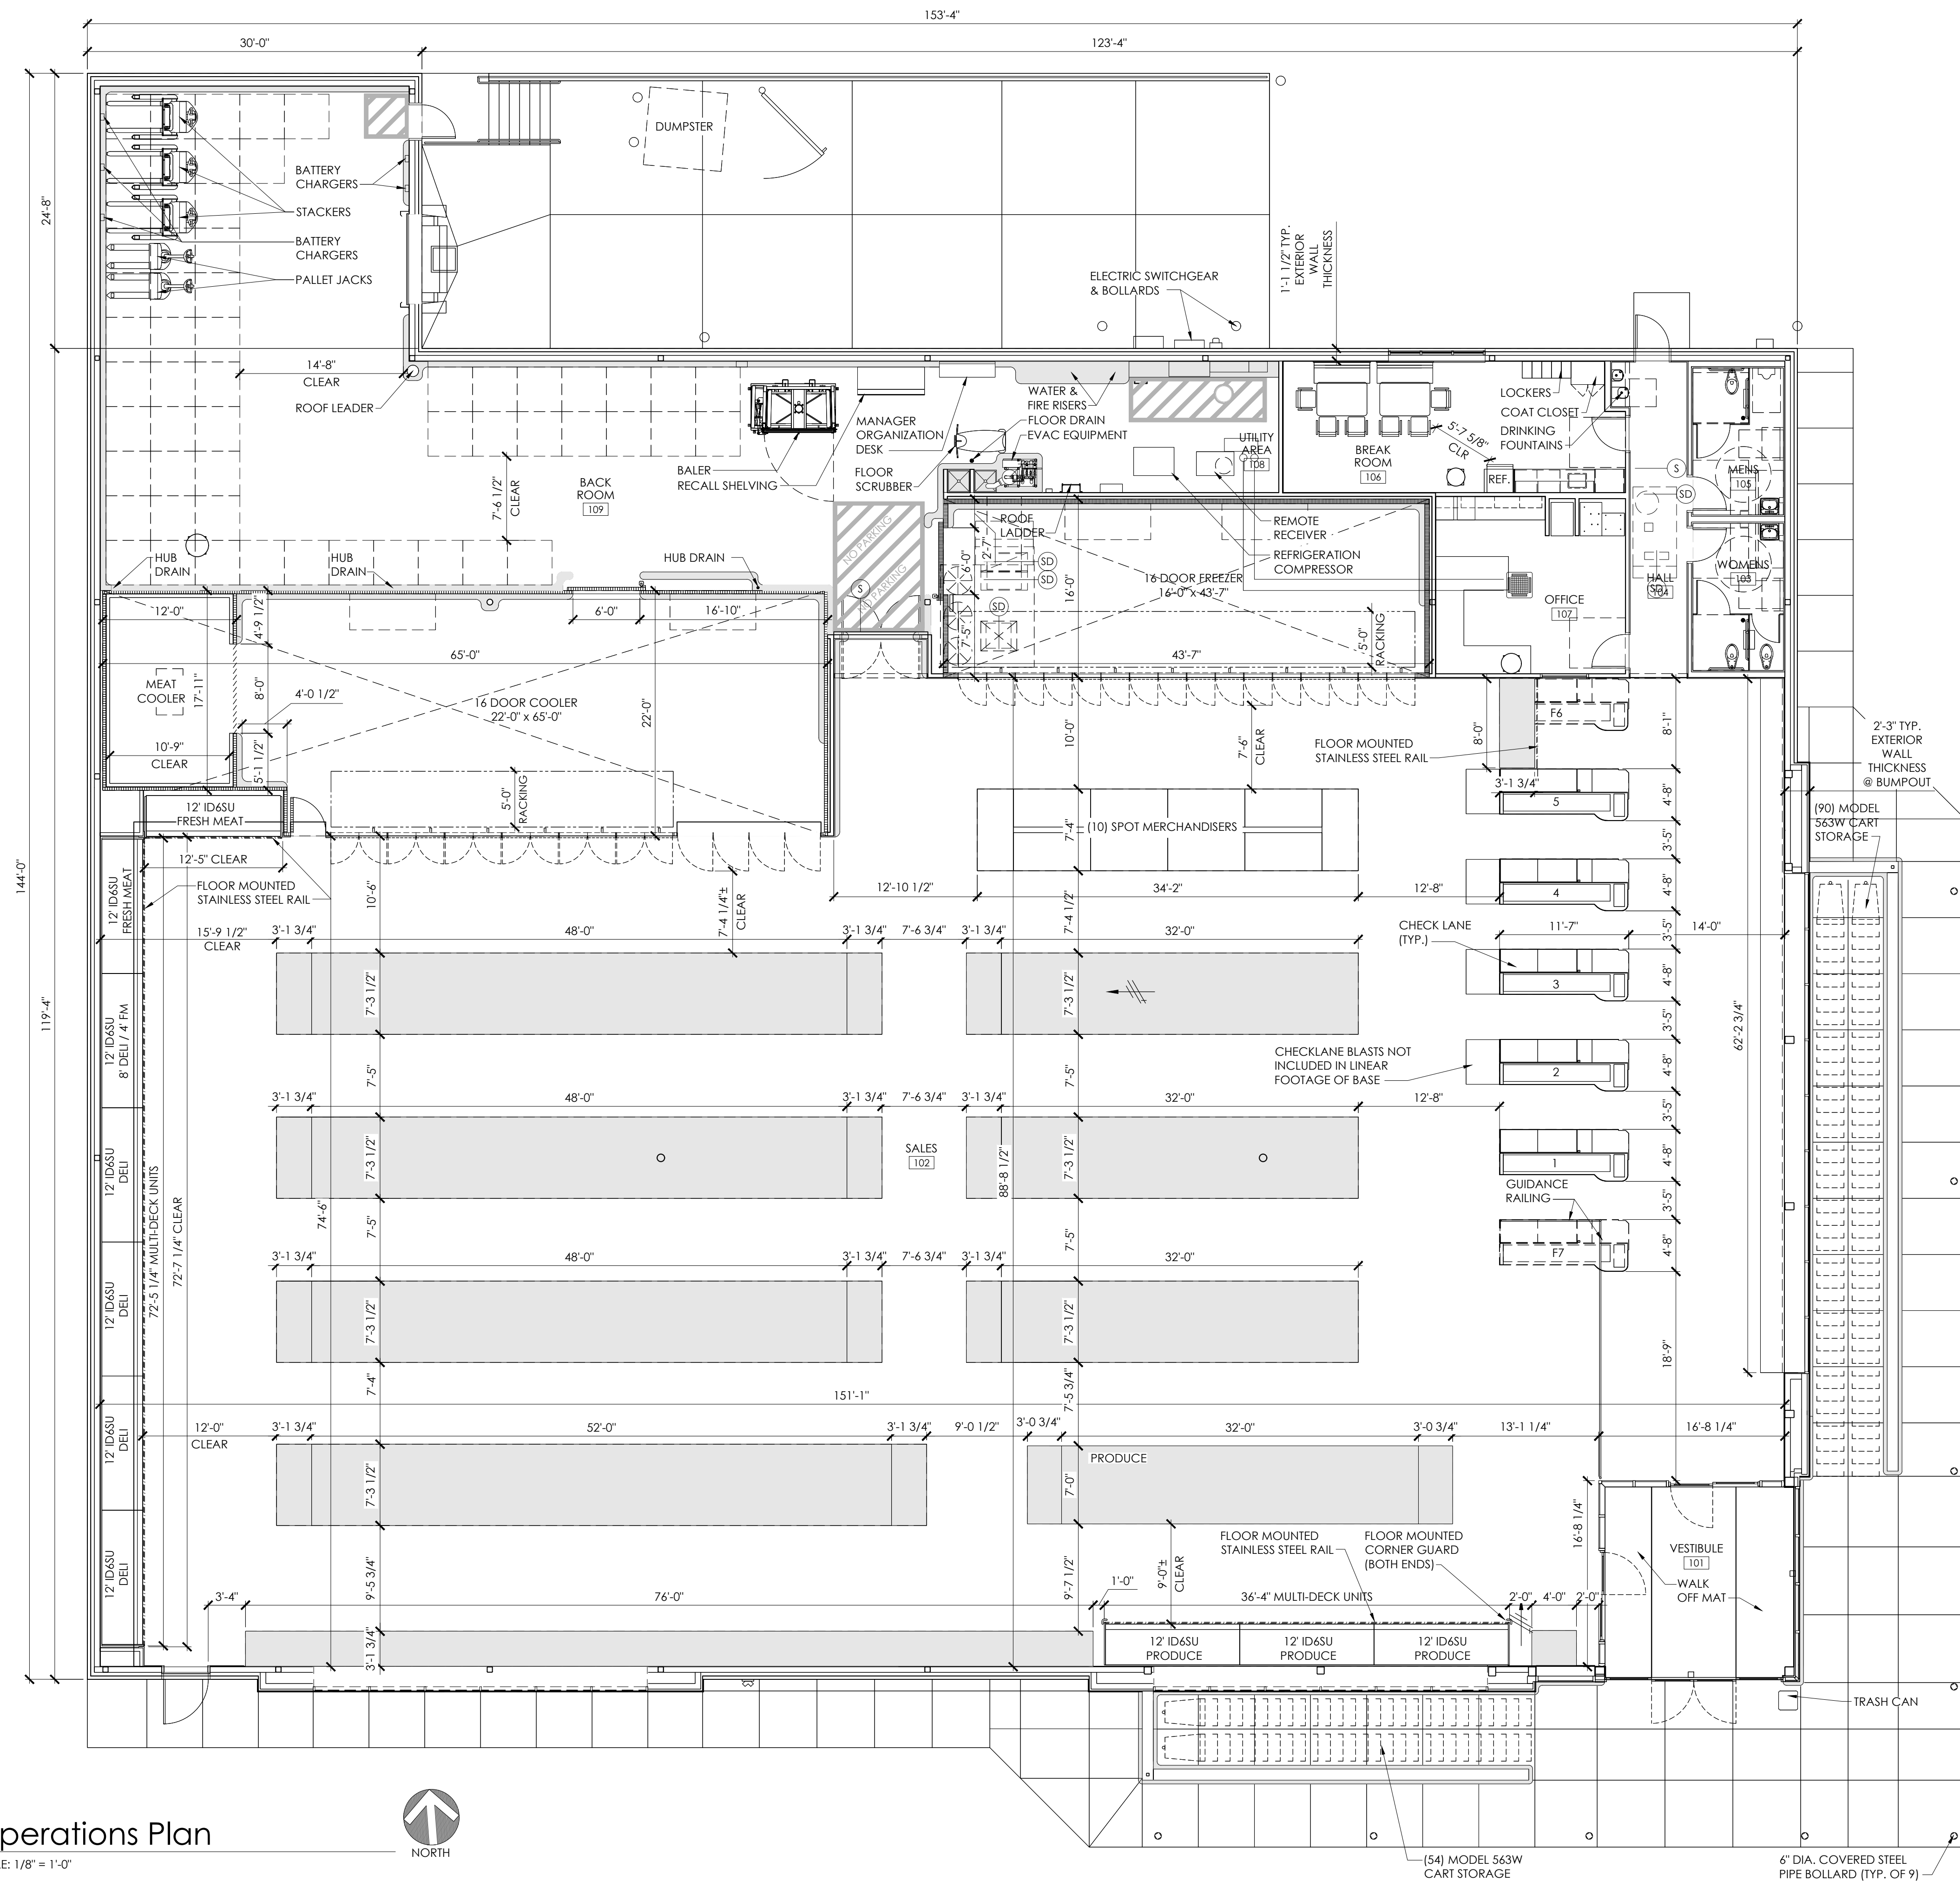 153'-4"
30'-0"
123'-4"
DUMPSTER
BATTERY
CHARGERS
STACKERS
BATTERY
CHARGERS
PALLET JACKS
24'-8"
1'-1 1/2" TYP.
EXTERIOR
WALL
THICKNESS
ELECTRIC SWITCHGEAR
& BOLLARDS
14'-8"
CLEAR
ROOF LEADER
WATER &
FIRE RISERS
FLOOR DRAIN
EVAC EQUIPMENT
MANAGER
ORGANIZATION
DESK
FLOOR
SCRUBBER
BALER
RECALL SHELVING
UTILITY
AREA
108
BREAK
ROOM
106
5'-7 5/8"
CLR
REF.
LOCKERS
COAT CLOSET
DRINKING
FOUNTAINS
S
SD
MENS
105
WOMENS
103
HALL
104
SD
BACK
ROOM
109
7'-6 1/2"
CLEAR
NO PARKING
NO PARKING
S
HUB
DRAIN
HUB
DRAIN
HUB DRAIN
ROOF
LADDER
REMOTE
RECEIVER
REFRIGERATION
COMPRESSOR
2'-7"
6'-0"
7'-5"
16'-0"
SD
SD
SD
16 DOOR FREEZER
16'-0" x 43'-7"
5'-0"
RACKING
43'-7"
OFFICE
107
12'-0"
4'-9 1/2"
6'-0"
16'-10"
65'-0"
MEAT
COOLER
17'-11"
8'-0"
4'-0 1/2"
16 DOOR COOLER
22'-0" x 65'-0"
22'-0"
10'-9"
CLEAR
5'-1 1/2"
5'-0"
RACKING
12' ID6SU
FRESH MEAT
12'-5" CLEAR
FLOOR MOUNTED
STAINLESS STEEL RAIL
10'-0"
7'-6"
CLEAR
FLOOR MOUNTED
STAINLESS STEEL RAIL
8'-0"
F6
8'-1"
3'-1 3/4"
5
4'-8"
2'-3" TYP.
EXTERIOR
WALL
THICKNESS
@ BUMPOUT
(90) MODEL
563W CART
STORAGE
7'-4"
(10) SPOT MERCHANDISERS
3'-5"
4
4'-8"
12'-10 1/2"
34'-2"
12'-8"
144'-0"
119'-4"
12' ID6SU
FRESH MEAT
10'-6"
7'-4 1/4"±
CLEAR
7'-4 1/2"
15'-9 1/2"
CLEAR
3'-1 3/4"
48'-0"
3'-1 3/4"
7'-6 3/4"
3'-1 3/4"
32'-0"
CHECK LANE
(TYP.)
11'-7"
3'-5"
14'-0"
7'-3 1/2"
7'-3 1/2"
3
4'-8"
12' ID6SU
8' DELI / 4' FM
7'-5"
7'-5"
3'-5"
62'-2 3/4"
CHECKLANE BLASTS NOT
INCLUDED IN LINEAR
FOOTAGE OF BASE
2
4'-8"
3'-1 3/4"
48'-0"
3'-1 3/4"
7'-6 3/4"
3'-1 3/4"
32'-0"
12'-8"
3'-5"
12' ID6SU
DELI
7'-3 1/2"
SALES
102
88'-8 1/2"
7'-3 1/2"
1
4'-8"
72'-5 1/4" MULTI-DECK UNITS
72'-7 1/4" CLEAR
74'-6"
7'-5"
7'-5"
GUIDANCE
RAILING
3'-5"
F7
4'-8"
3'-1 3/4"
48'-0"
3'-1 3/4"
7'-6 3/4"
3'-1 3/4"
32'-0"
12' ID6SU
DELI
7'-3 1/2"
7'-3 1/2"
18'-9"
7'-4"
7'-5 3/4"
151'-1"
12'-0"
CLEAR
3'-1 3/4"
52'-0"
3'-1 3/4"
9'-0 1/2"
3'-0 3/4"
32'-0"
3'-0 3/4"
13'-1 1/4"
16'-8 1/4"
12' ID6SU
DELI
7'-3 1/2"
PRODUCE
7'-0"
12' ID6SU
DELI
9'-5 3/4"
9'-7 1/2"
9'-0"±
CLEAR
FLOOR MOUNTED
STAINLESS STEEL RAIL
FLOOR MOUNTED
CORNER GUARD
(BOTH ENDS)
16'-8 1/4"
VESTIBULE
101
WALK
OFF MAT
3'-4"
76'-0"
1'-0"
36'-4" MULTI-DECK UNITS
2'-0"
4'-0"
2'-0"
3'-1 3/4"
12' ID6SU
PRODUCE
12' ID6SU
PRODUCE
12' ID6SU
PRODUCE
TRASH CAN
perations Plan
E: 1/8" = 1'-0"
NORTH
(54) MODEL 563W
CART STORAGE
6" DIA. COVERED STEEL
PIPE BOLLARD (TYP. OF 9)